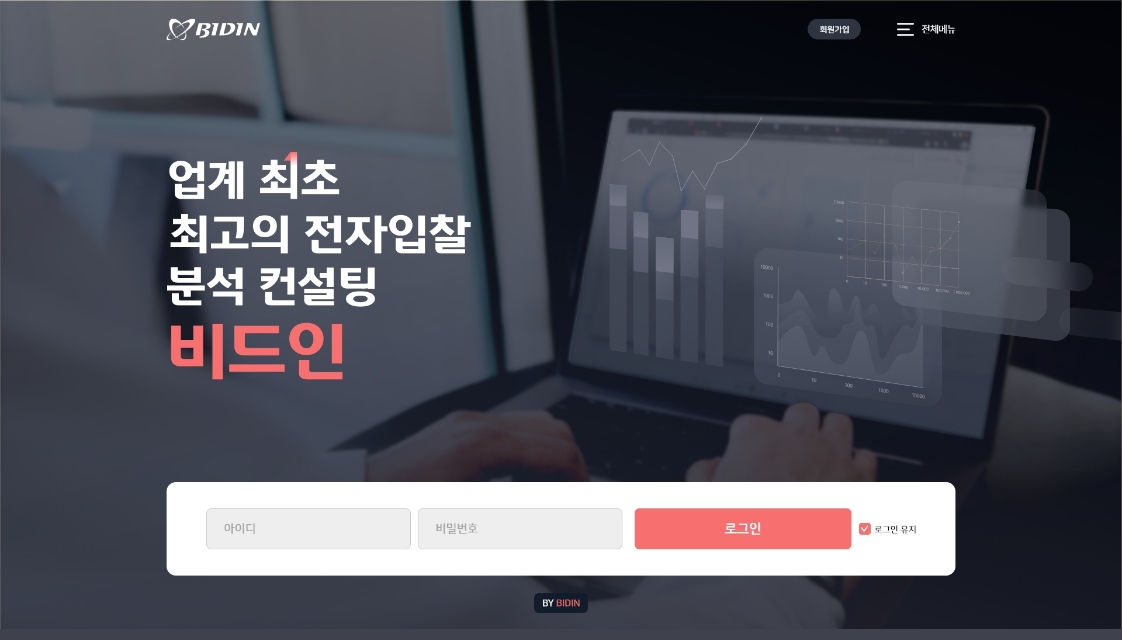 BIDIN
회원가입
전체메뉴
업계 최초
최고의 전자입찰
분석 컨설팅
비드인
아이디
비밀번호
로그인
로그인 유지
BY BIDIN